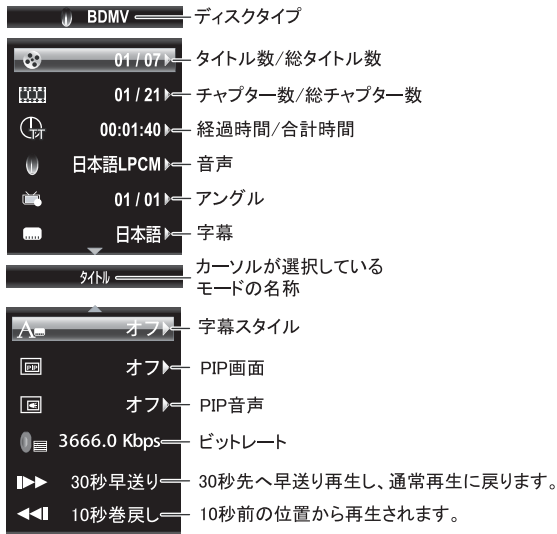 BDMV ディスクタイプ
01 / 07 タイトル数/総タイトル数
01 / 21 チャプター数/総チャプター数
00:01:40 経過時間/合計時間
日本語LPCM 音声
01 / 01 アングル
日本語 字幕
タイトル カーソルが選択している
モードの名称
オフ 字幕スタイル
PIP オフ PIP画面
オフ PIP音声
3666.0 Kbps ビットレート
30秒早送り 30秒先へ早送り再生し、通常再生に戻ります。
10秒巻戻し 10秒前の位置から再生されます。